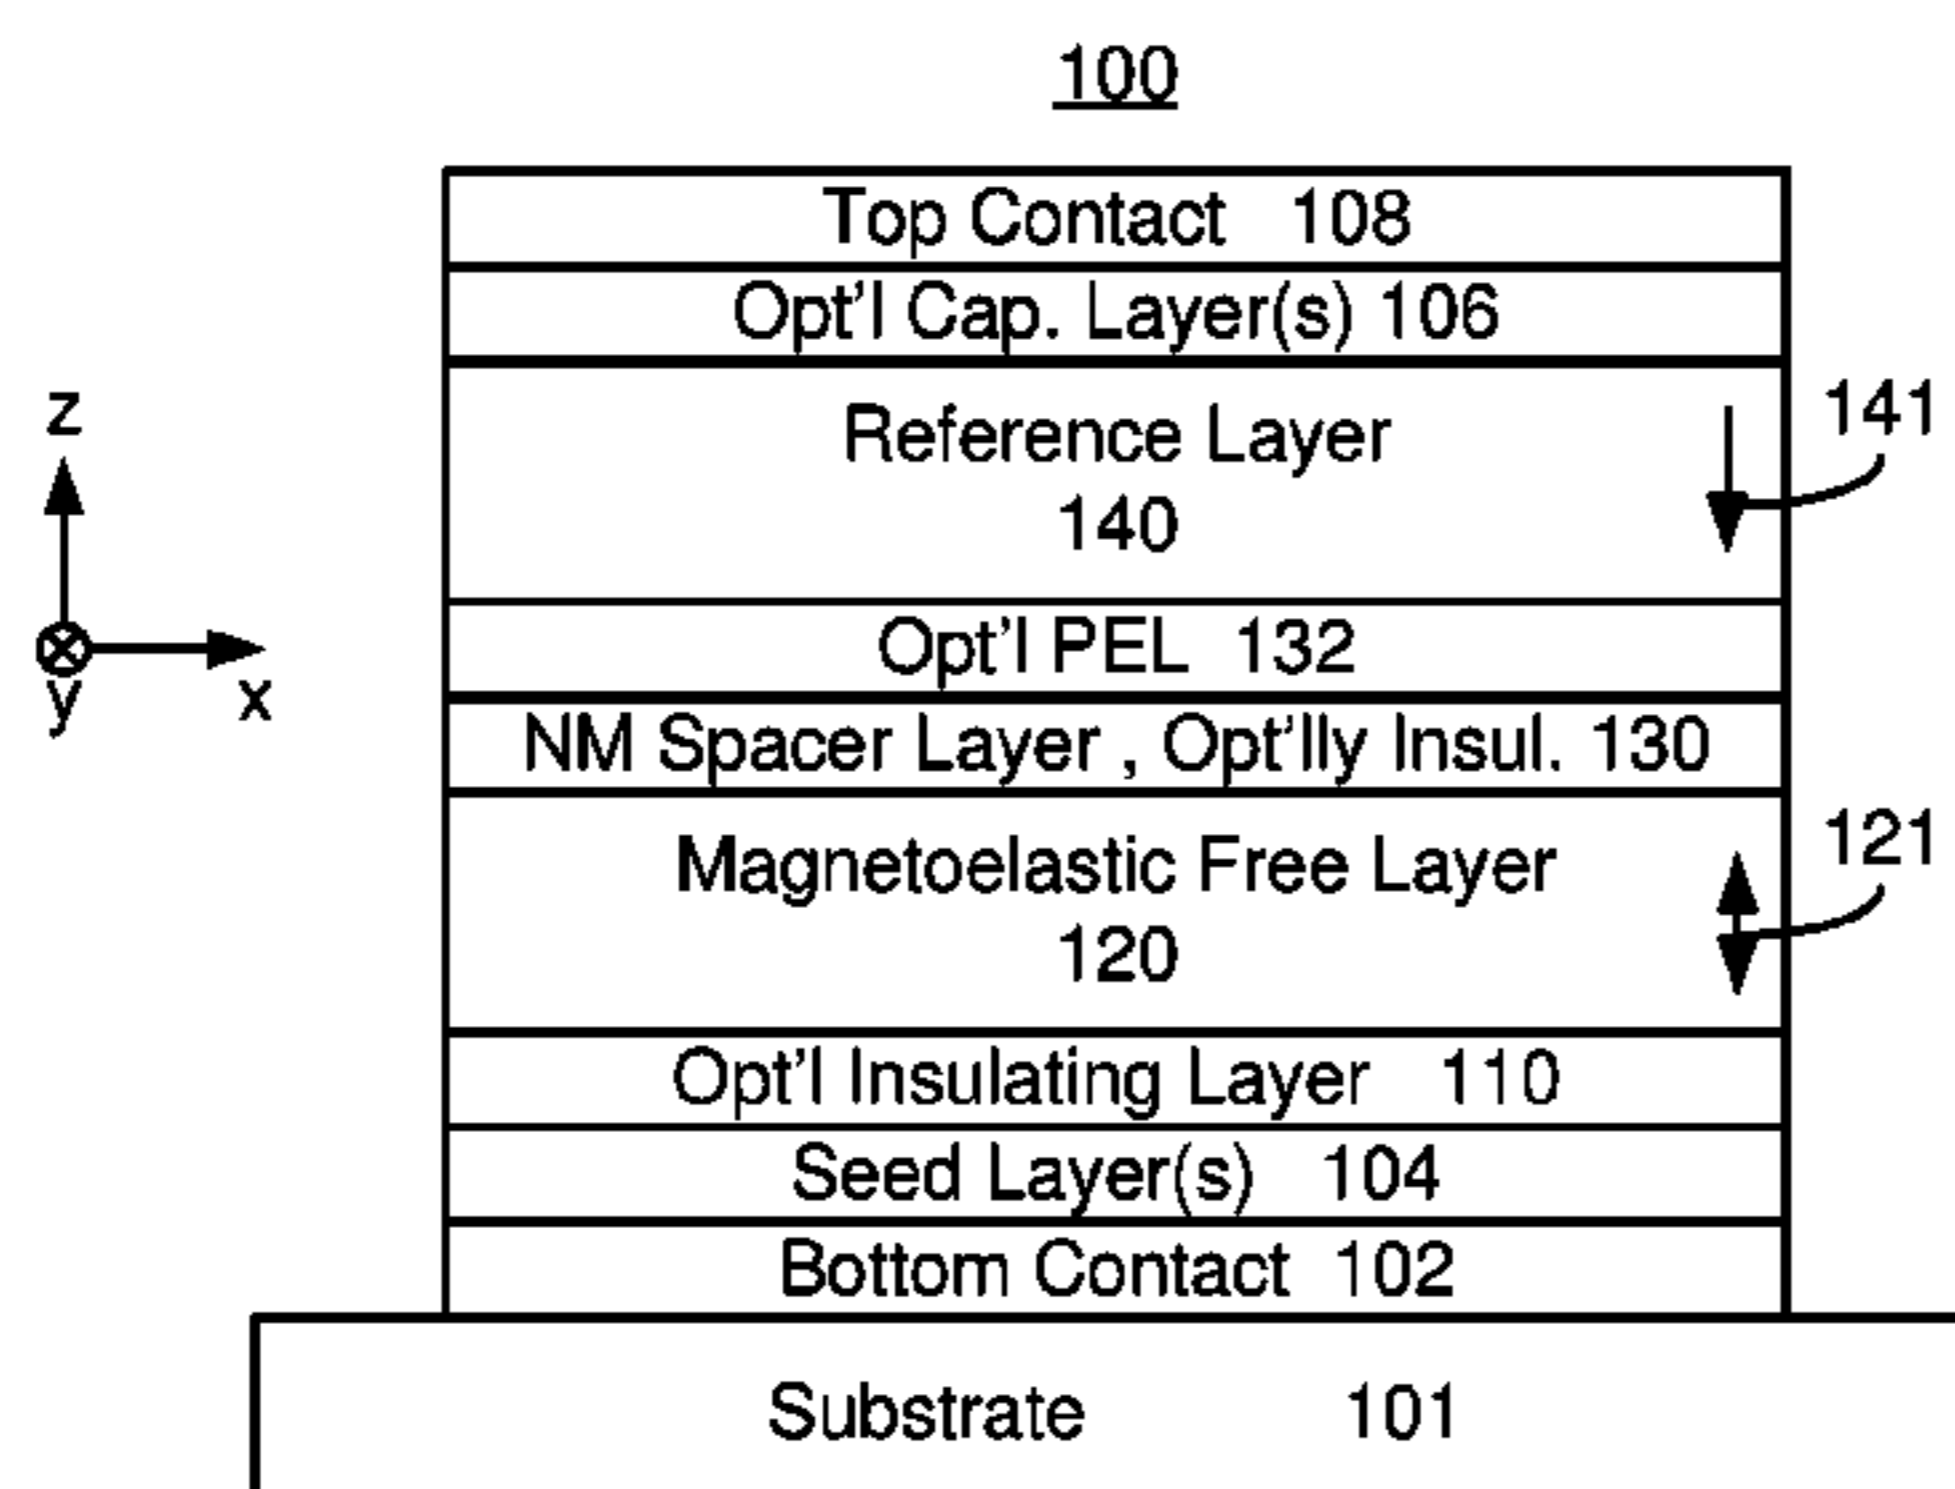 100
Top Contact 108
Opt'l Cap. Layer(s) 106
Reference Layer
140
141
z
y
x
Opt'l PEL 132
NM Spacer Layer , Opt'lly Insul. 130
Magnetoelastic Free Layer
120
121
Opt'l Insulating Layer 110
Seed Layer(s) 104
Bottom Contact 102
Substrate 101